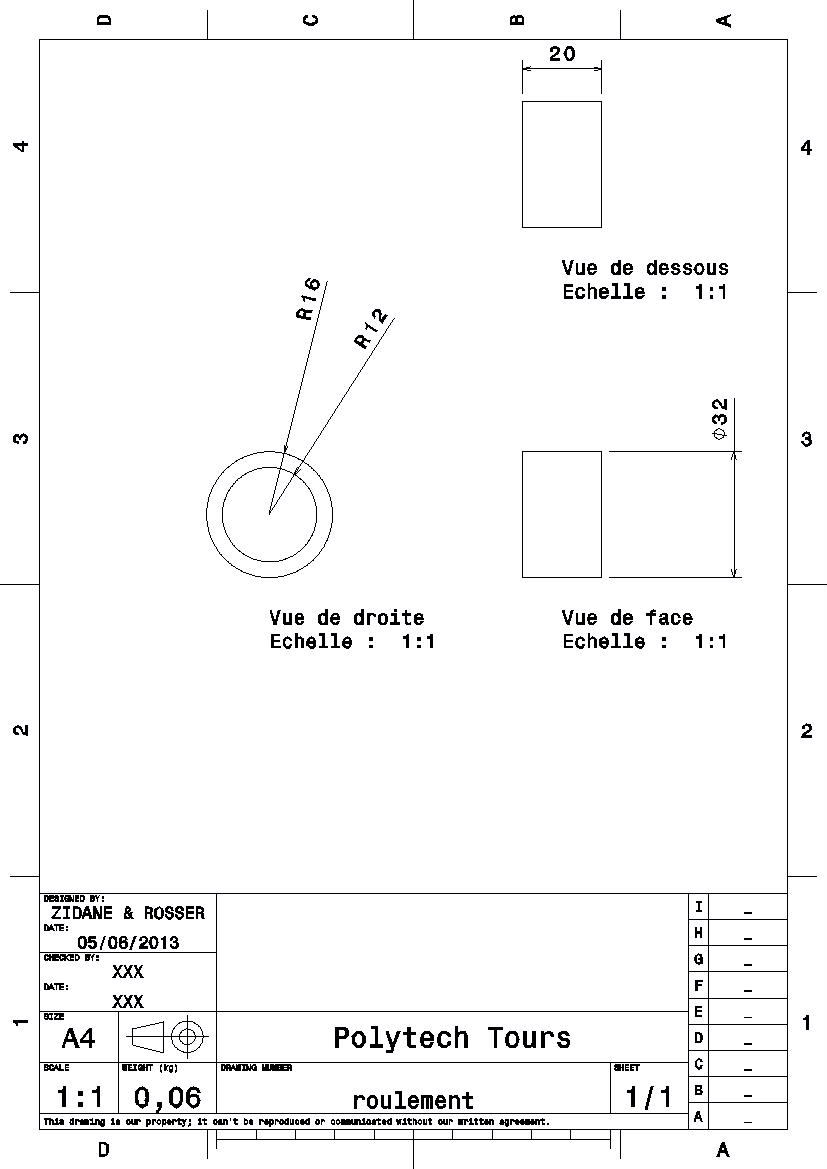 D C B A
20
4 4
Vue de dessous
Echelle : 1:1
R16
R12
Ø32
3 3
Vue de droite
Echelle : 1:1
Vue de face
Echelle : 1:1
2 2
DESIGNED BY:
ZIDANE & ROSSER
DATE:
05/06/2013
CHECKED BY:
XXX
DATE:
XXX
I _
H _
G _
F _
E _
D _
C _
B _
A _
1 1
SIZE
A4
Polytech Tours
SCALE
1:1
WEIGHT (kg)
0,06
DRAWING NUMBER
roulement
SHEET
1/1
This drawing is our property; it can't be reproduced or communicated without our written agreement.
D A